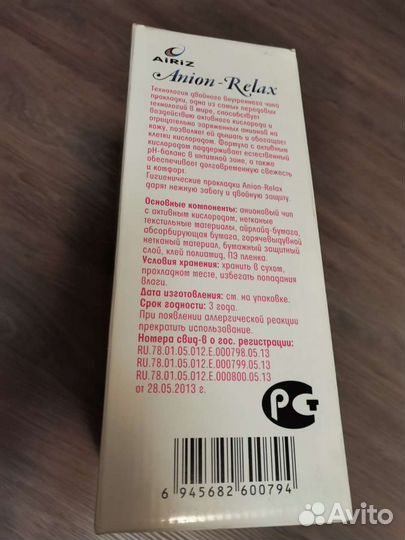 AiRiZ
Anion-Relax
Технология двойного внутреннего чипа
прокладки, одна из самых передовых
технологий в мире, способствует
воздействию активного кислорода и
отрицательно заряженных анионов на
кожу, позволяет ей дышать и обогащает
клетки кислородом. Формула с активным
кислородом поддерживает естественный
pH-баланс в интимной зоне, а также
обеспечивает долговременную свежесть
и комфорт.
Гигиенические прокладки Anion-Relax
дарят нежную заботу и двойную защиту.
Основные компоненты: анионовый чип
с активным кислородом, нетканые
текстильные материалы, айрлайд-бумага,
абсорбирующая бумага, горячевыдувной
нетканый материал, бумажный защитный
слой, клей полиамид, ПЭ пленка.
Условия хранения: хранить в сухом,
прохладном месте, избегать попадания
влаги.
Дата изготовления: см. на упаковке.
Срок годности: 3 года.
При появлении аллергической реакции
прекратить использование.
Номера свид-в о гос. регистрации:
RU.78.01.05.012.E.000798.05.13
RU.78.01.05.012.E.000799.05.13
RU.78.01.05.012.E.000800.05.13
от 28.05.2013 г.
РСТ
6 945682 600794
Avito